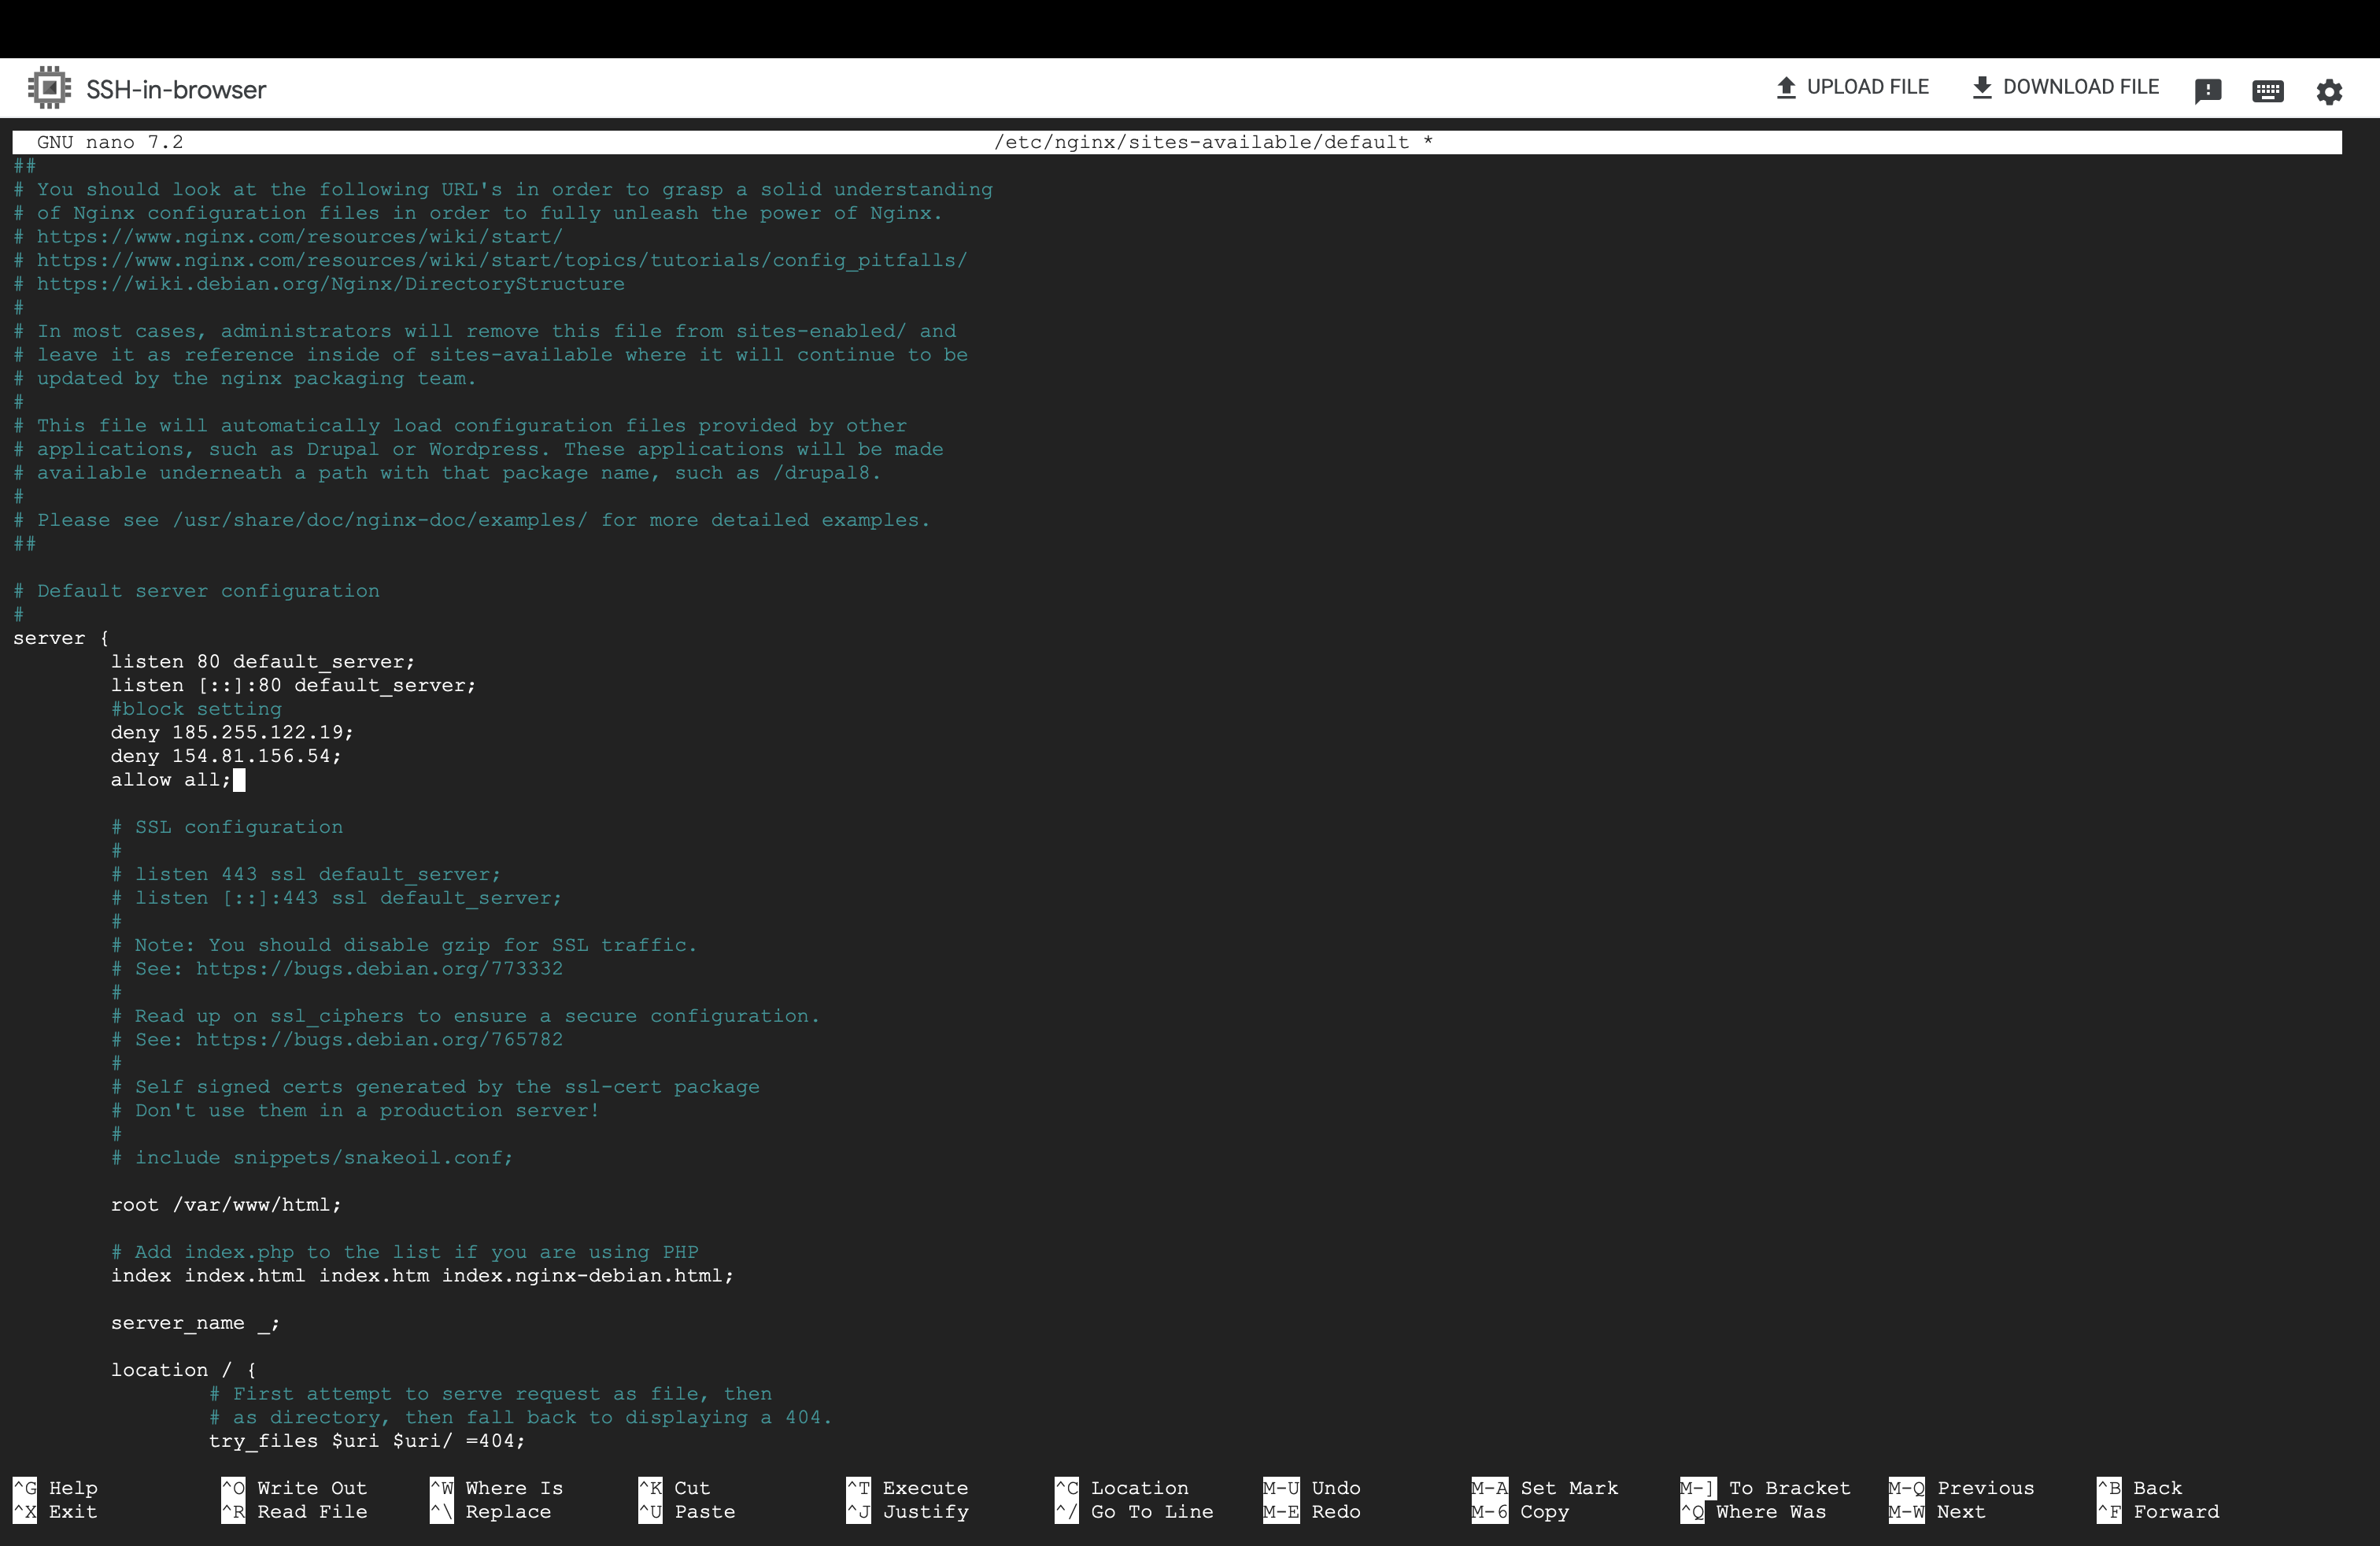 SSH-in-browser
UPLOAD FILE
DOWNLOAD FILE
GNU nano 7.2 /etc/nginx/sites-available/default *
##
# You should look at the following URL's in order to grasp a solid understanding
# of Nginx configuration files in order to fully unleash the power of Nginx.
# https://www.nginx.com/resources/wiki/start/
# https://www.nginx.com/resources/wiki/start/topics/tutorials/config_pitfalls/
# https://wiki.debian.org/Nginx/DirectoryStructure
#
# In most cases, administrators will remove this file from sites-enabled/ and
# leave it as reference inside of sites-available where it will continue to be
# updated by the nginx packaging team.
#
# This file will automatically load configuration files provided by other
# applications, such as Drupal or Wordpress. These applications will be made
# available underneath a path with that package name, such as /drupal8.
#
# Please see /usr/share/doc/nginx-doc/examples/ for more detailed examples.
##
# Default server configuration
#
server {
listen 80 default_server;
listen [::]:80 default_server;
#block setting
deny 185.255.122.19;
deny 154.81.156.54;
allow all;
# SSL configuration
#
# listen 443 ssl default_server;
# listen [::]:443 ssl default_server;
#
# Note: You should disable gzip for SSL traffic.
# See: https://bugs.debian.org/773332
#
# Read up on ssl_ciphers to ensure a secure configuration.
# See: https://bugs.debian.org/765782
#
# Self signed certs generated by the ssl-cert package
# Don't use them in a production server!
#
# include snippets/snakeoil.conf;
root /var/www/html;
# Add index.php to the list if you are using PHP
index index.html index.htm index.nginx-debian.html;
server_name _;
location / {
# First attempt to serve request as file, then
# as directory, then fall back to displaying a 404.
try_files $uri $uri/ =404;
^G Help ^O Write Out ^W Where Is ^K Cut ^T Execute ^C Location M-U Undo M-A Set Mark M-] To Bracket M-Q Previous ^B Back
^X Exit ^R Read File ^\ Replace ^U Paste ^J Justify ^/ Go To Line M-E Redo M-6 Copy ^Q Where Was M-W Next ^F Forward